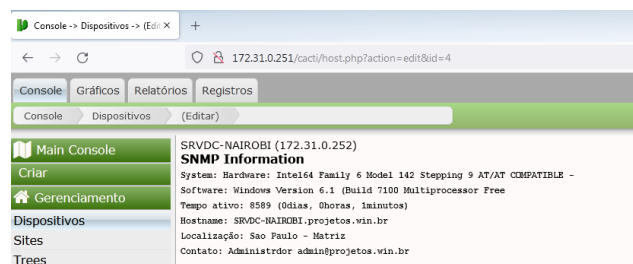 Console -> Dispositivos -> (Edit
172.31.0.251/cacti/host.php?action=edit&id=4
Console Gráficos Relatórios Registros
Console Dispositivos (Editar)
Main Console
Criar
Gerenciamento
Dispositivos
Sites
Trees
SRVDC-NAIROBI (172.31.0.252)
SNMP Information
System: Hardware: Intel64 Family 6 Model 142 Stepping 9 AT/AT COMPATIBLE -
Software: Windows Version 6.1 (Build 7100 Multiprocessor Free
Tempo ativo: 8589 (0dias, 0horas, 1minutos)
Hostname: SRVDC-NAIROBI.projetos.win.br
Localização: Sao Paulo - Matriz
Contato: Administrdor admin@projetos.win.br